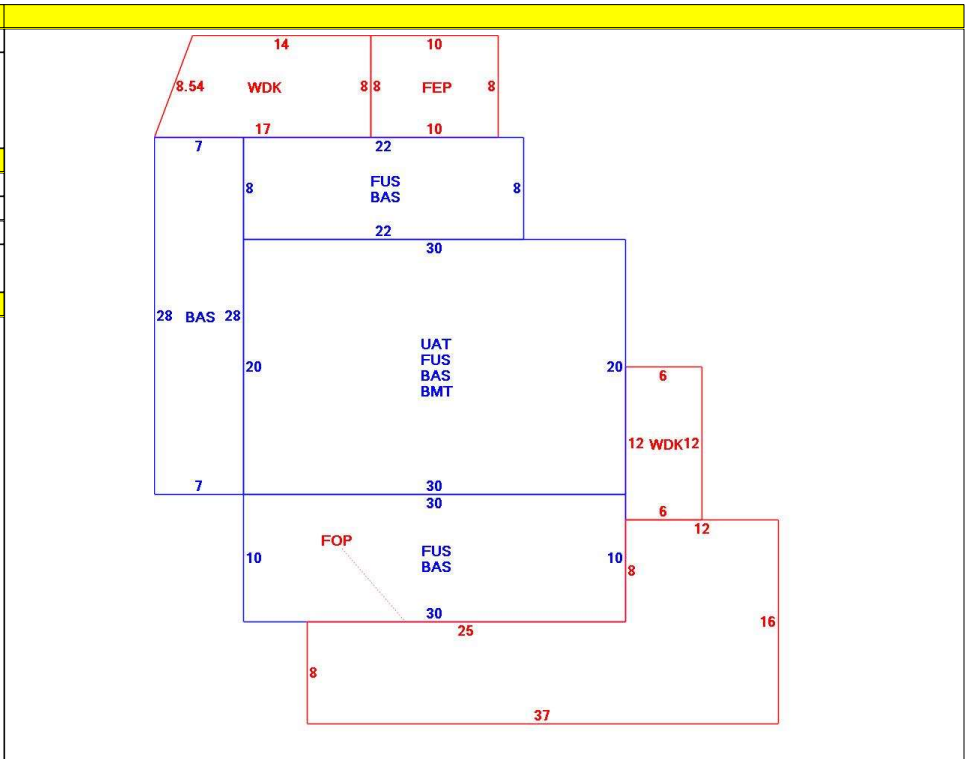 14 10
8.54 WDK 8 8 FEP 8
17 10
7 22
8 FUS 8
BAS
22
30
28 BAS 28
20 UAT 20
FUS
BAS
BMT
6
12 WDK 12
6
12
7 30
30
10 FOP FUS 10 8
BAS
30
25 16
8
37